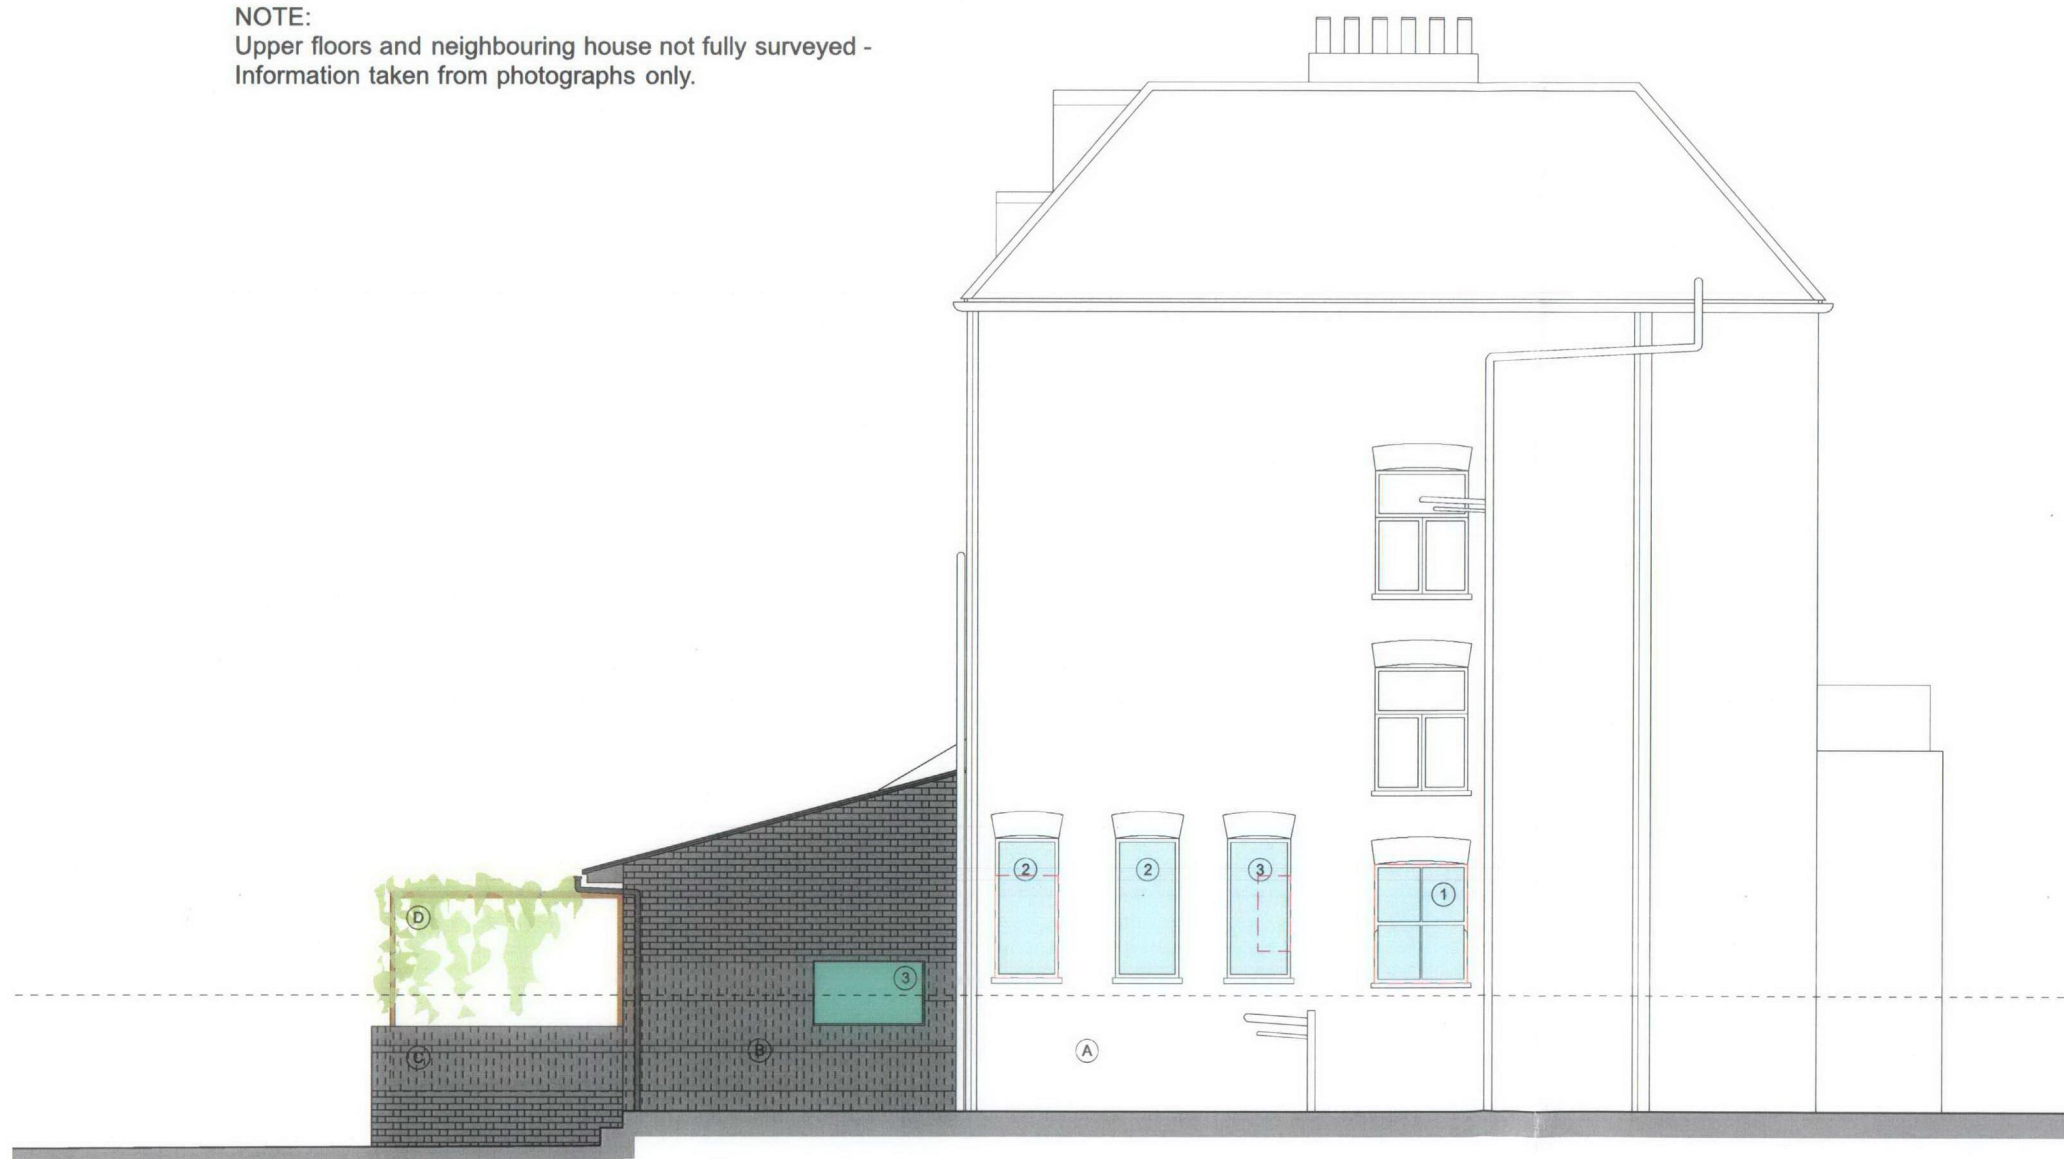 NOTE:
Upper floors and neighbouring house not fully surveyed -
Information taken from photographs only.
2
2
3
1
D
3
C
B
A